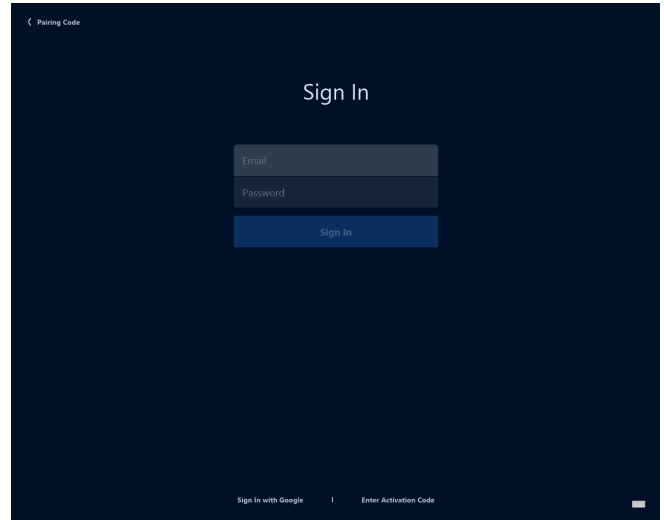 Pairing Code
Sign In
Email
Password
Sign In
Sign In with Google | Enter Activation Code